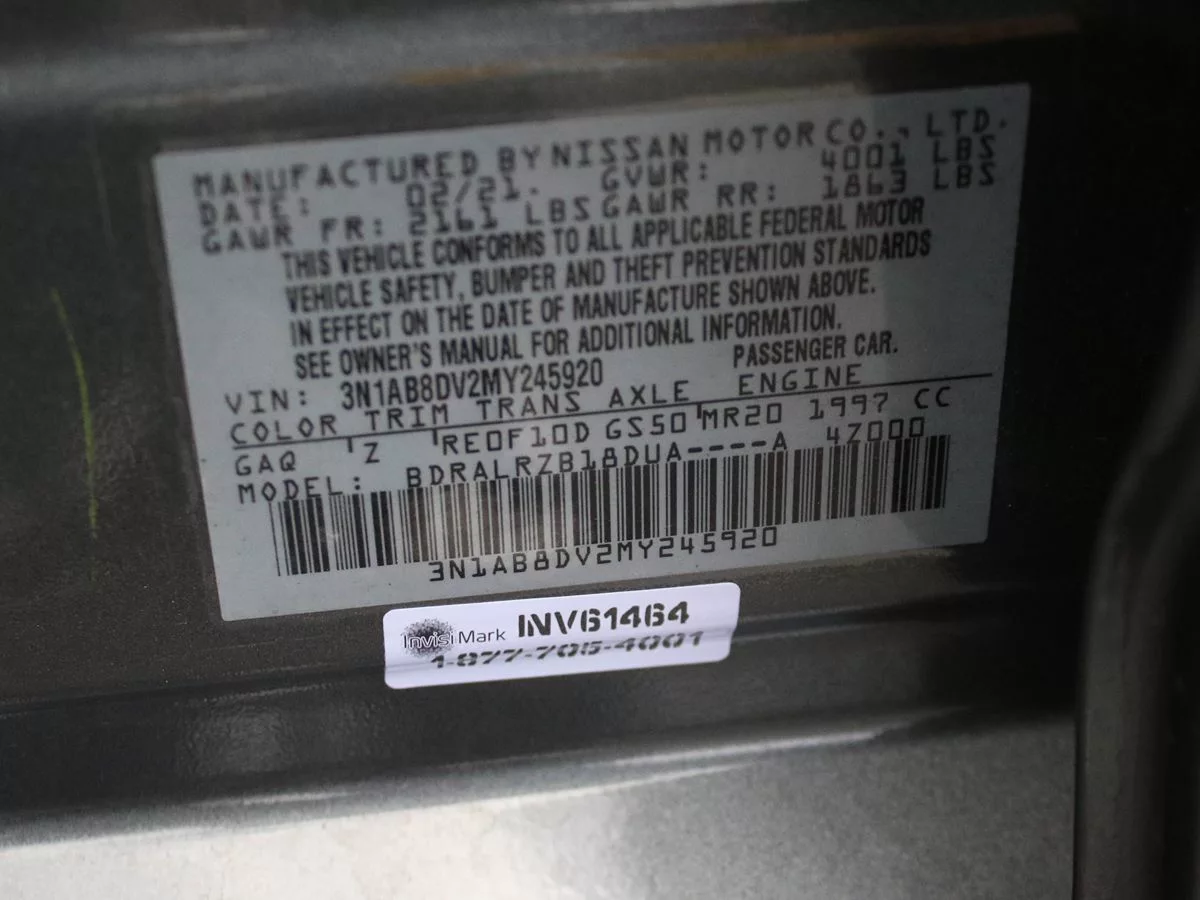 MANUFACTURED BY NISSAN MOTOR CO., LTD.
DATE: 02/21. GVWR: 4001 LBS
GAWR FR: 2161 LBS GAWR RR: 1863 LBS
THIS VEHICLE CONFORMS TO ALL APPLICABLE FEDERAL MOTOR
VEHICLE SAFETY, BUMPER AND THEFT PREVENTION STANDARDS
IN EFFECT ON THE DATE OF MANUFACTURE SHOWN ABOVE.
SEE OWNER'S MANUAL FOR ADDITIONAL INFORMATION.
VIN: 3N1AB8DV2MY245920 PASSENGER CAR.
COLOR TRIM TRANS AXLE ENGINE
GAQ 'Z 'RE0F10D GS50'MR20 1997 CC
MODEL: BDRALRZB18DUA----A 4Z000
3N1AB8DV2MY245920
InvisiMark INV61464
1-877-705-4001